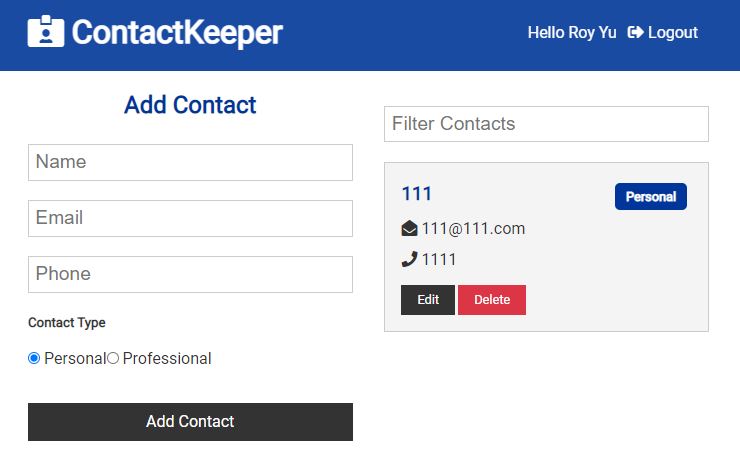 ContactKeeper
Hello Roy Yu Logout
Add Contact
Name
Email
Phone
Contact Type
Personal Professional
Add Contact
Filter Contacts
111 Personal
111@111.com
1111
Edit Delete